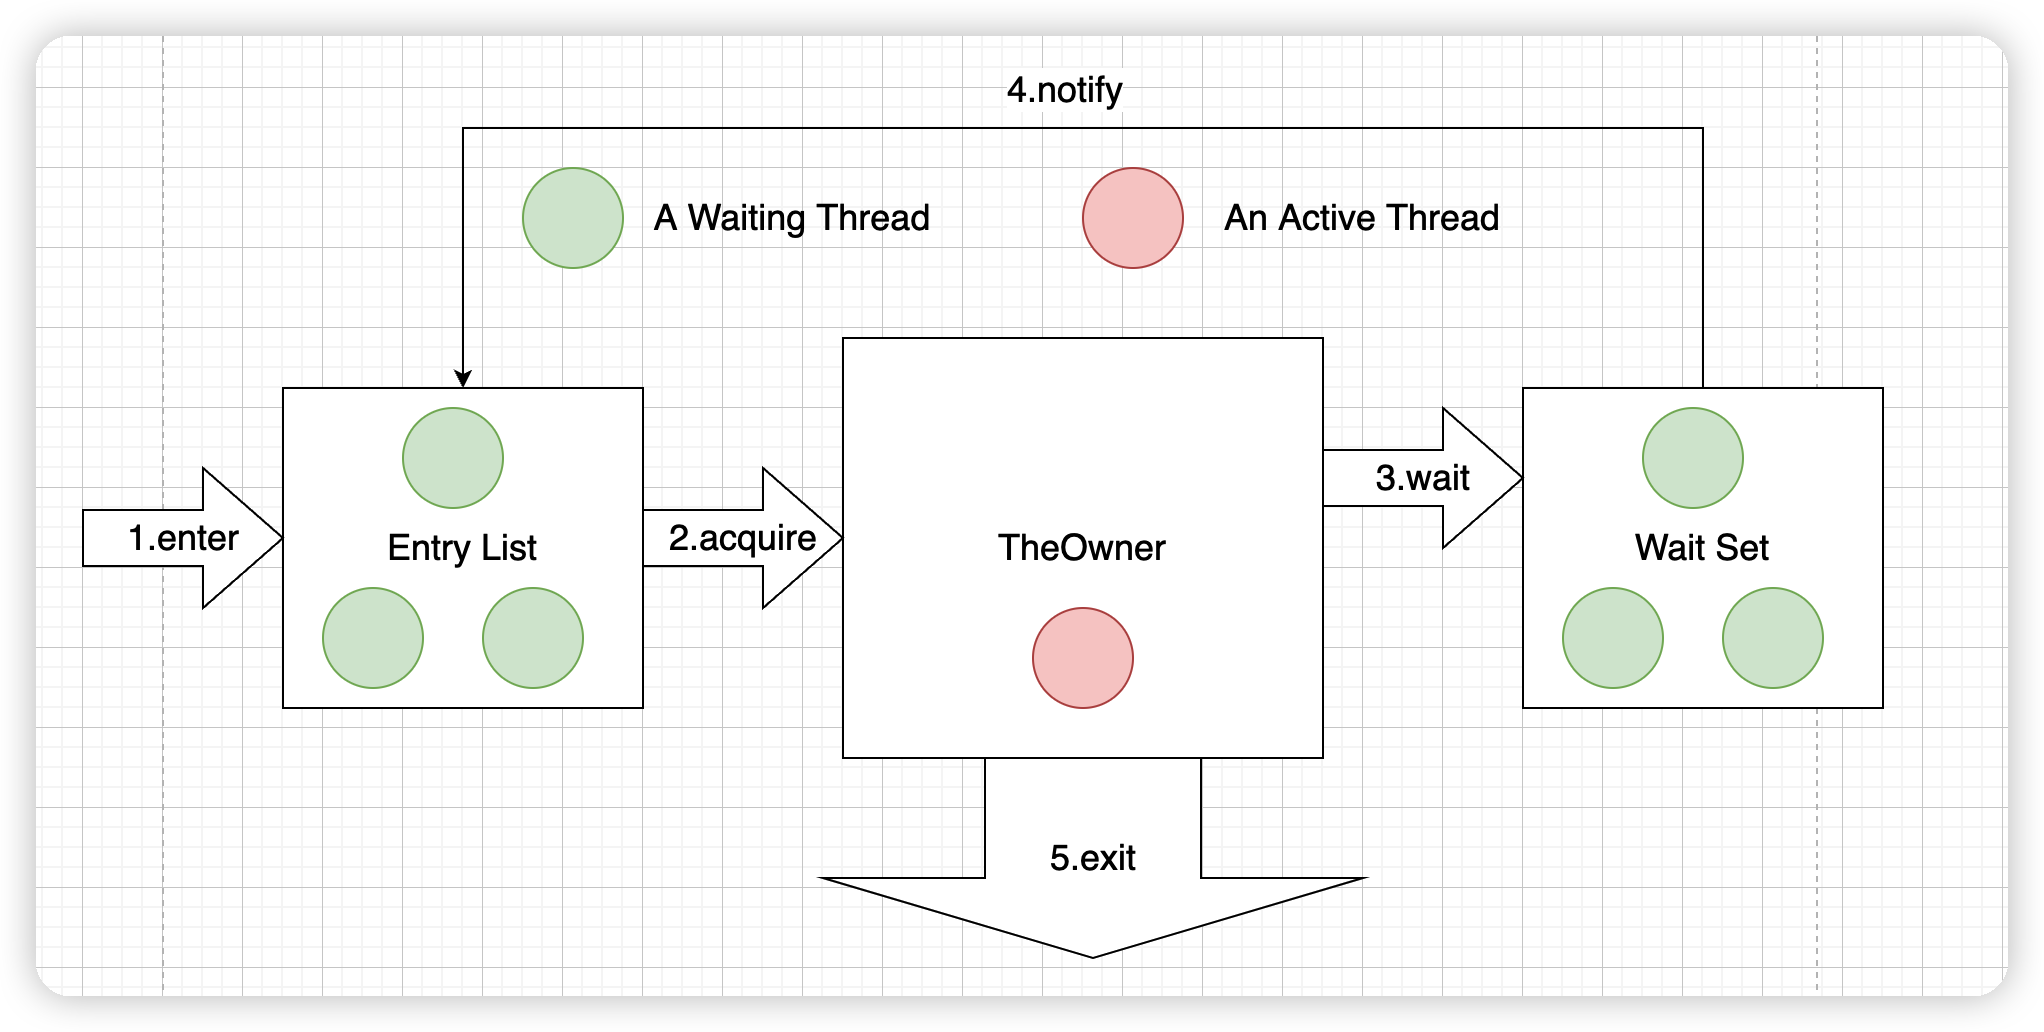 4.notify
A Waiting Thread
An Active Thread
1.enter
Entry List
2.acquire
TheOwner
3.wait
Wait Set
5.exit